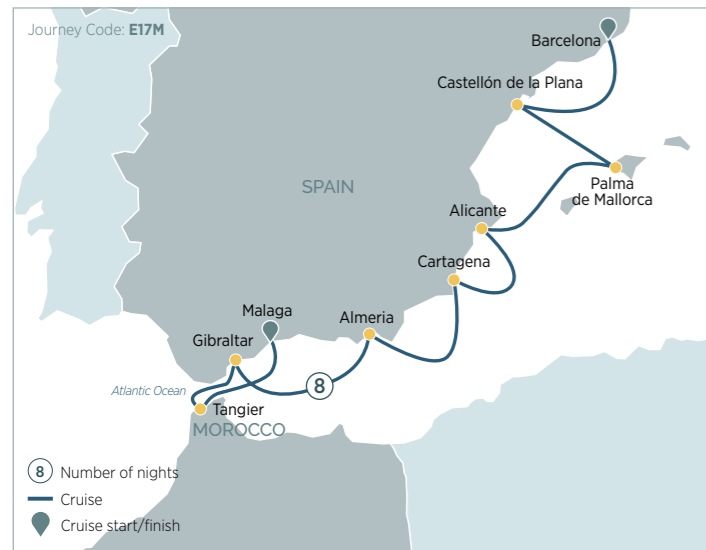 Journey Code: E17M
Barcelona
Castellón de la Plana
SPAIN
Palma
de Mallorca
Alicante
Cartagena
Malaga
Almeria
Gibraltar
8
Atlantic Ocean
Tangier
MOROCCO
8 Number of nights
Cruise
Cruise start/finish